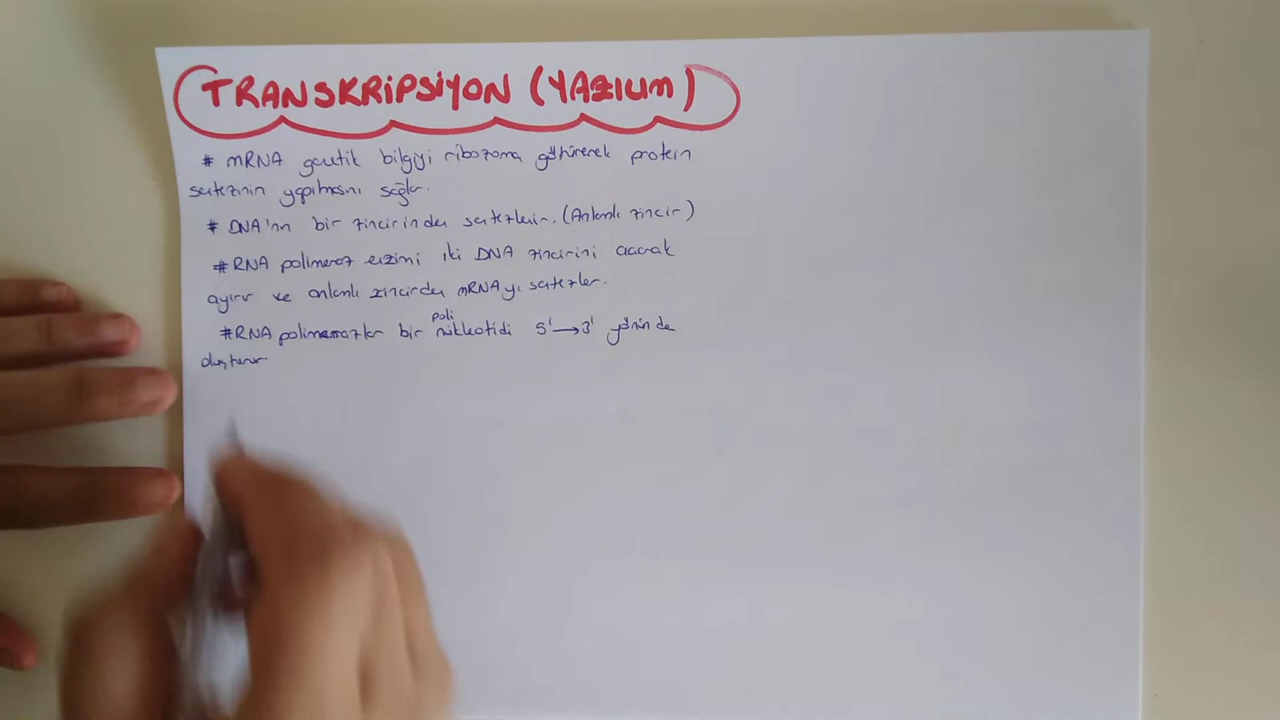 TRANSKRİPSİYON (YAZILIM)
# mRNA genetik bilgiyi ribozoma götürerek protein
sentezinin yapılmasını sağlar.
# DNA'nın bir zincirinden sentezlenir. (Anlamlı zincir)
#RNA polimeraz enzimi iki DNA zincirini açarak
ayırır ve anlamlı zincirden mRNA yı sentezler.
#RNA polimerazlar bir polinükleotidi 5'→3' yönünde
oluşturur